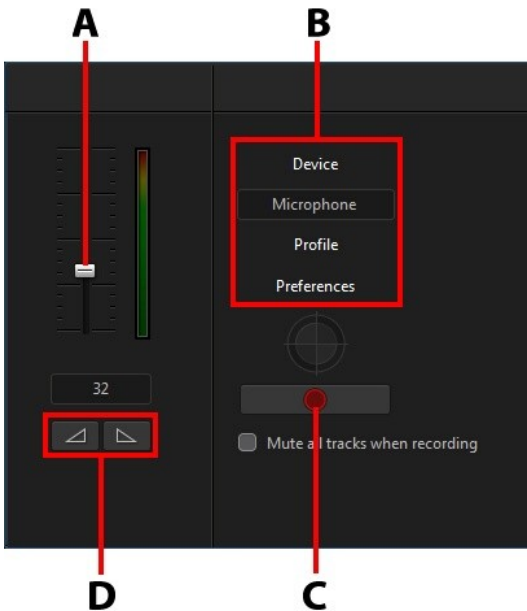 A
B
Device
Microphone
Profile
Preferences
32
Mute all tracks when recording
D
C